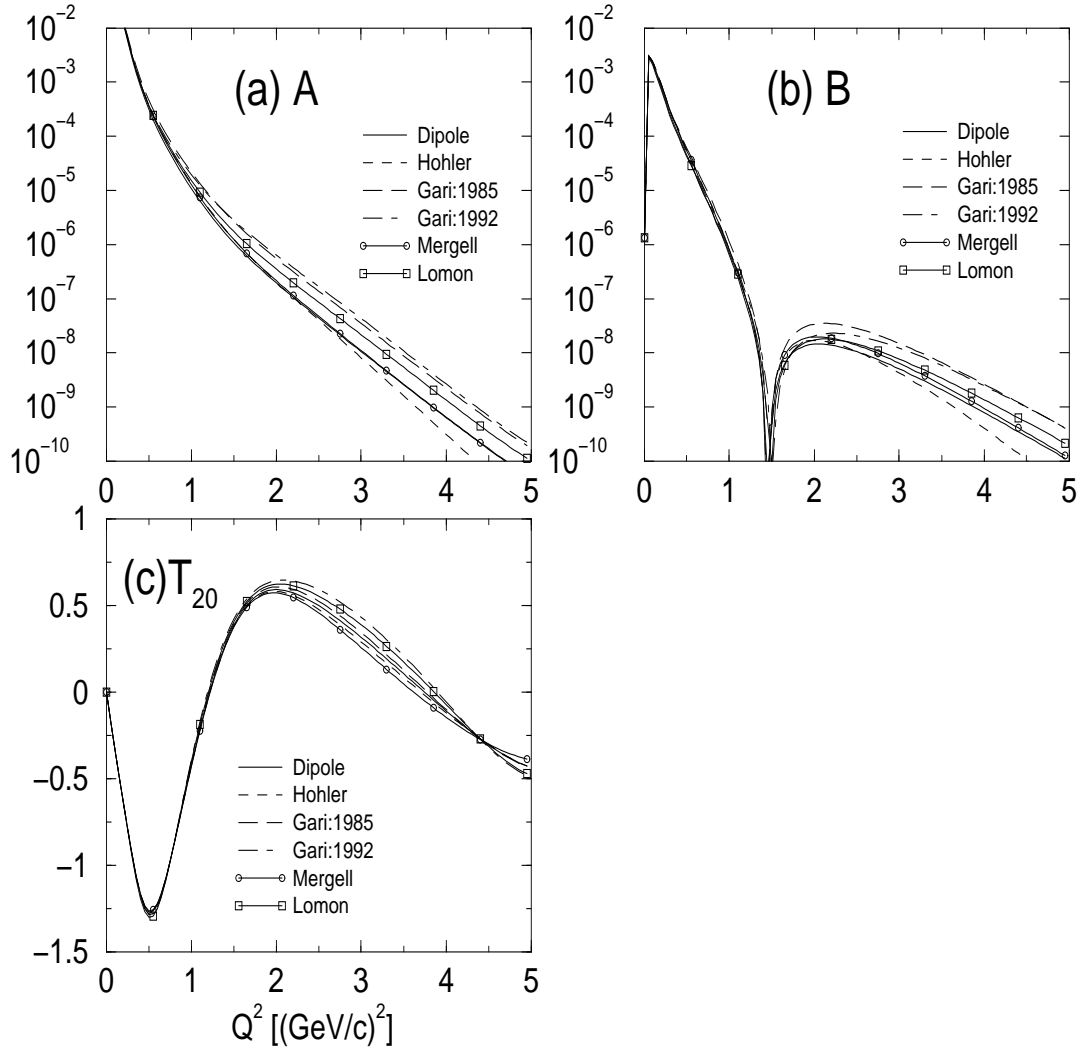 10^−2
10^−3
10^−4
10^−5
10^−6
10^−7
10^−8
10^−9
10^−10
(a) A
Dipole
Hohler
Gari:1985
Gari:1992
Mergell
Lomon
0 1 2 3 4 5
10^−2
10^−3
10^−4
10^−5
10^−6
10^−7
10^−8
10^−9
10^−10
(b) B
Dipole
Hohler
Gari:1985
Gari:1992
Mergell
Lomon
0 1 2 3 4 5
1
0.5
0
−0.5
−1
−1.5
(c)T_20
Dipole
Hohler
Gari:1985
Gari:1992
Mergell
Lomon
0 1 2 3 4 5
Q^2 [(GeV/c)^2]